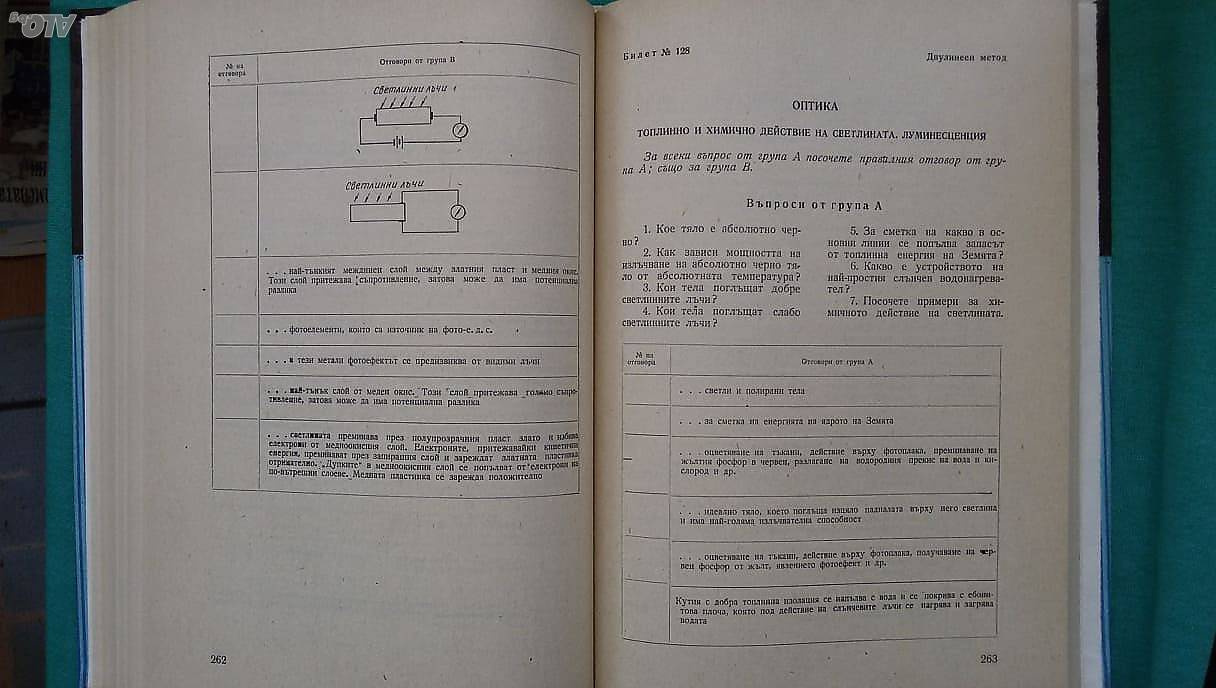 № на
отговора
Отговори от група В
Светлинни лъчи
Светлинни лъчи
. . . най-тънкият междинен слой между златния пласт и медния окис.
Този слой притежава съпротивление, затова може да има потенциална
разлика
. . . фотоелементи, които са източник на фото-е. д. с.
. . . и тези метали фотоефектът се предизвиква от видими лъчи
. . . най-тънък слой от меден окис. Този слой притежава голямо съпро-
тивление, затова може да има потенциална разлика
. . . светлината преминава през полупрозрачния пласт злато и избива
електрони от медноокисния слой. Електроните, притежавайки кинетична
енергия, преминават през запиращия слой и зареждат златната пластинка
отрицателно. „Дупките" в медноокисния слой се попълват от електрони на
по-вътрешни слоеве. Медната пластинка се зарежда положително
262
Билет № 128
Двулинеен метод
ОПТИКА
ТОПЛИННО И ХИМИЧНО ДЕЙСТВИЕ НА СВЕТЛИНАТА. ЛУМИНЕСЦЕНЦИЯ
За всеки въпрос от група А посочете правилния отговор от гру-
па А; също за група В.
Въпроси от група А
1. Кое тяло е абсолютно чер-
но?
2. Как зависи мощността на
излъчване на абсолютно черно тя-
ло от абсолютната температура?
3. Кои тела поглъщат добре
светлинните лъчи?
4. Кои тела поглъщат слабо
светлинните лъчи?
5. За сметка на какво в ос-
новни линии се попълва запасът
от топлинна енергия на Земята?
6. Какво е устройството на
най-простия слънчев водонагрева-
тел?
7. Посочете примери за хи-
мичното действие на светлината.
№ на
отговора
Отговори от група А
. . . светли и полирани тела
. . . за сметка на енергията на ядрото на Земята
. . . оцветяване на тъкани, действие върху фотоплака, преминаване на
жълтия фосфор в червен, разлагане на водородния прекис на вода и ки-
слород и др.
. . . идеално тяло, което поглъща изцяло падналата върху него светлина
и има най-голяма излъчвателна способност
. . . оцветяване на тъкани, действие върху фотоплака, получаване на чер-
вен фосфор от жълт, явлението фотоефект и др.
Кутия с добра топлинна изолация се напълва с вода и се покрива с ебони-
това плоча, която под действие на слънчевите лъчи се нагрява и загрява
водата
263